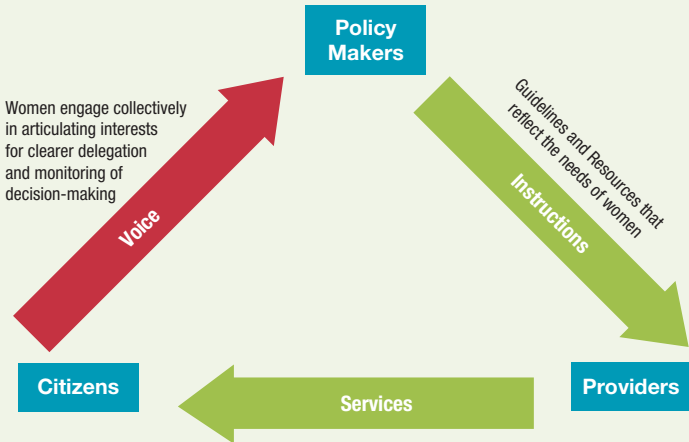 Policy
Makers
Women engage collectively
in articulating interests
for clearer delegation
and monitoring of
decision-making
Voice
Guidelines and Resources that
reflect the needs of women
Instructions
Citizens
Services
Providers